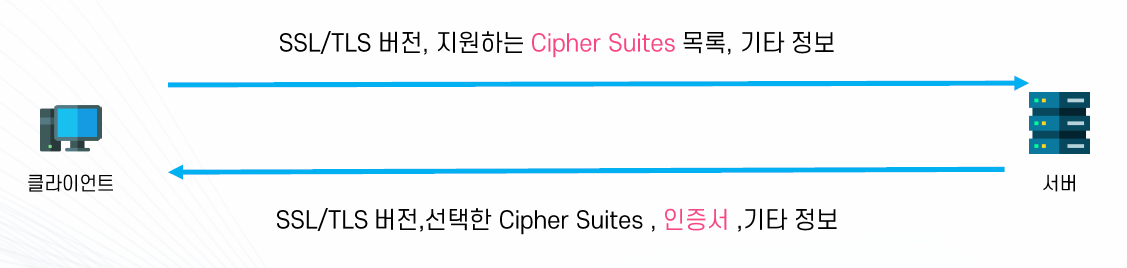 SSL/TLS 버전, 지원하는 Cipher Suites 목록, 기타 정보
클라이언트
서버
SSL/TLS 버전,선택한 Cipher Suites , 인증서 ,기타 정보